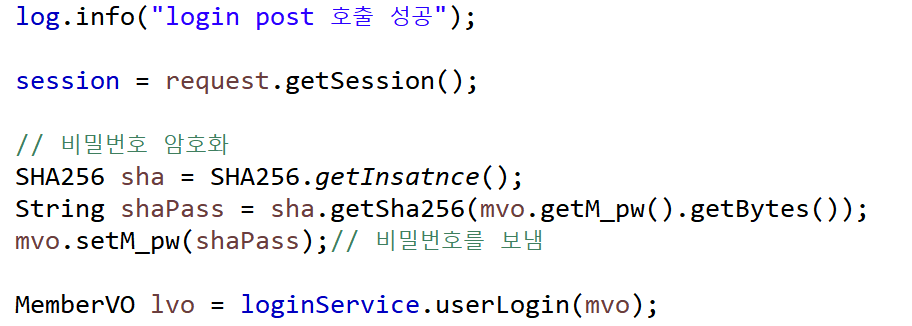 log.info("login post 호출 성공");
session = request.getSession();
// 비밀번호 암호화
SHA256 sha = SHA256.getInsatnce();
String shaPass = sha.getSha256(mvo.getM_pw().getBytes());
mvo.setM_pw(shaPass);// 비밀번호를 보냄
MemberVO lvo = loginService.userLogin(mvo);